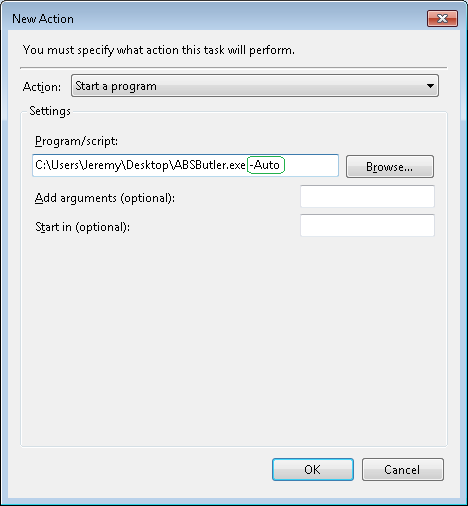 New Action
You must specify what action this task will perform.
Action: Start a program
Settings
Program/script:
C:\Users\Jeremy\Desktop\ABSButler.exe -Auto
Browse...
Add arguments (optional):
Start in (optional):
OK Cancel